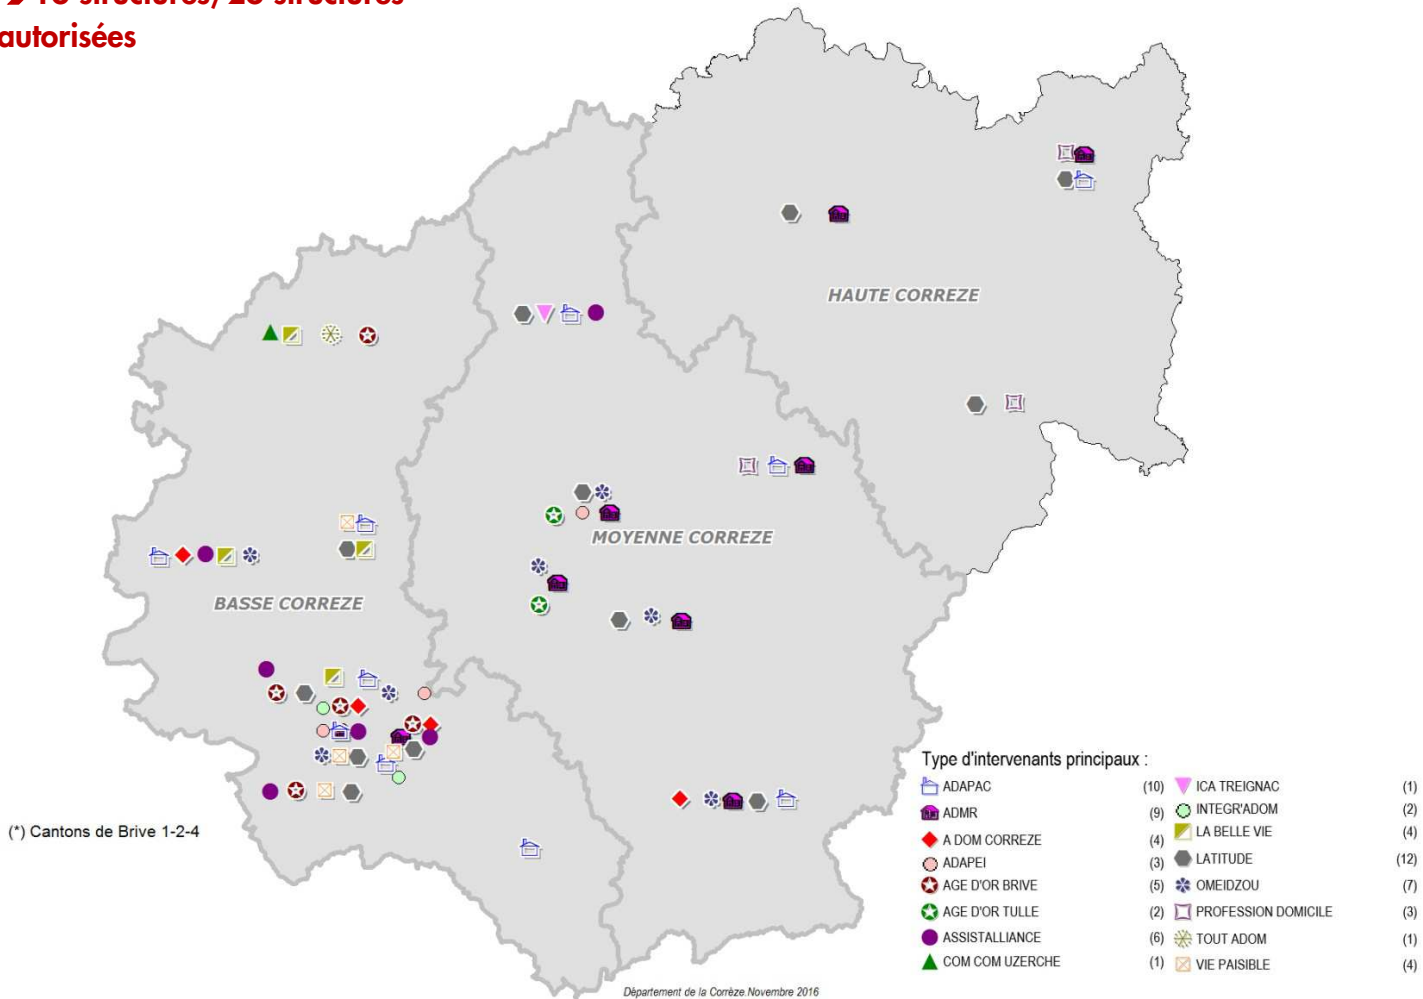 autorisées
HAUTE CORREZE
MOYENNE CORREZE
BASSE CORREZE
(*) Cantons de Brive 1-2-4
Type d'intervenants principaux :
ADAPAC (10)
ADMR (9)
A DOM CORREZE (4)
ADAPEI (3)
AGE D'OR BRIVE (5)
AGE D'OR TULLE (2)
ASSISTALLIANCE (6)
COM COM UZERCHE (1)
ICA TREIGNAC (1)
INTEGR'ADOM (2)
LA BELLE VIE (4)
LATITUDE (12)
OMEIDZOU (7)
PROFESSION DOMICILE (3)
TOUT ADOM (1)
VIE PAISIBLE (4)
Département de la Corrèze.Novembre 2016